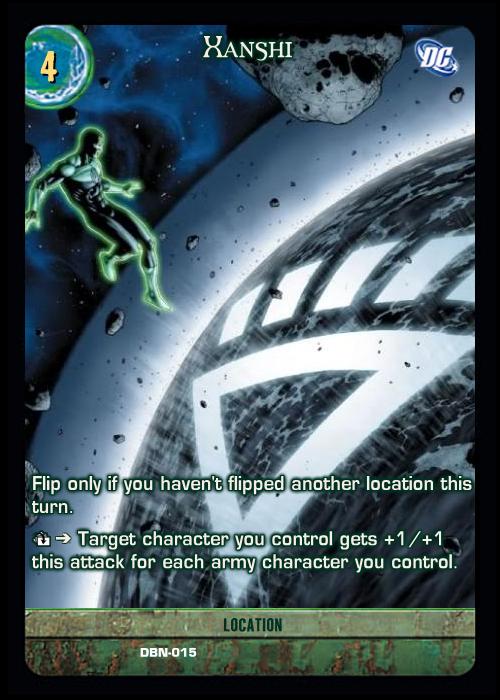 4
Xanshi
DC
Flip only if you haven't flipped another location this
turn.
➔ Target character you control gets +1/+1
this attack for each army character you control.
LOCATION
DBN-015